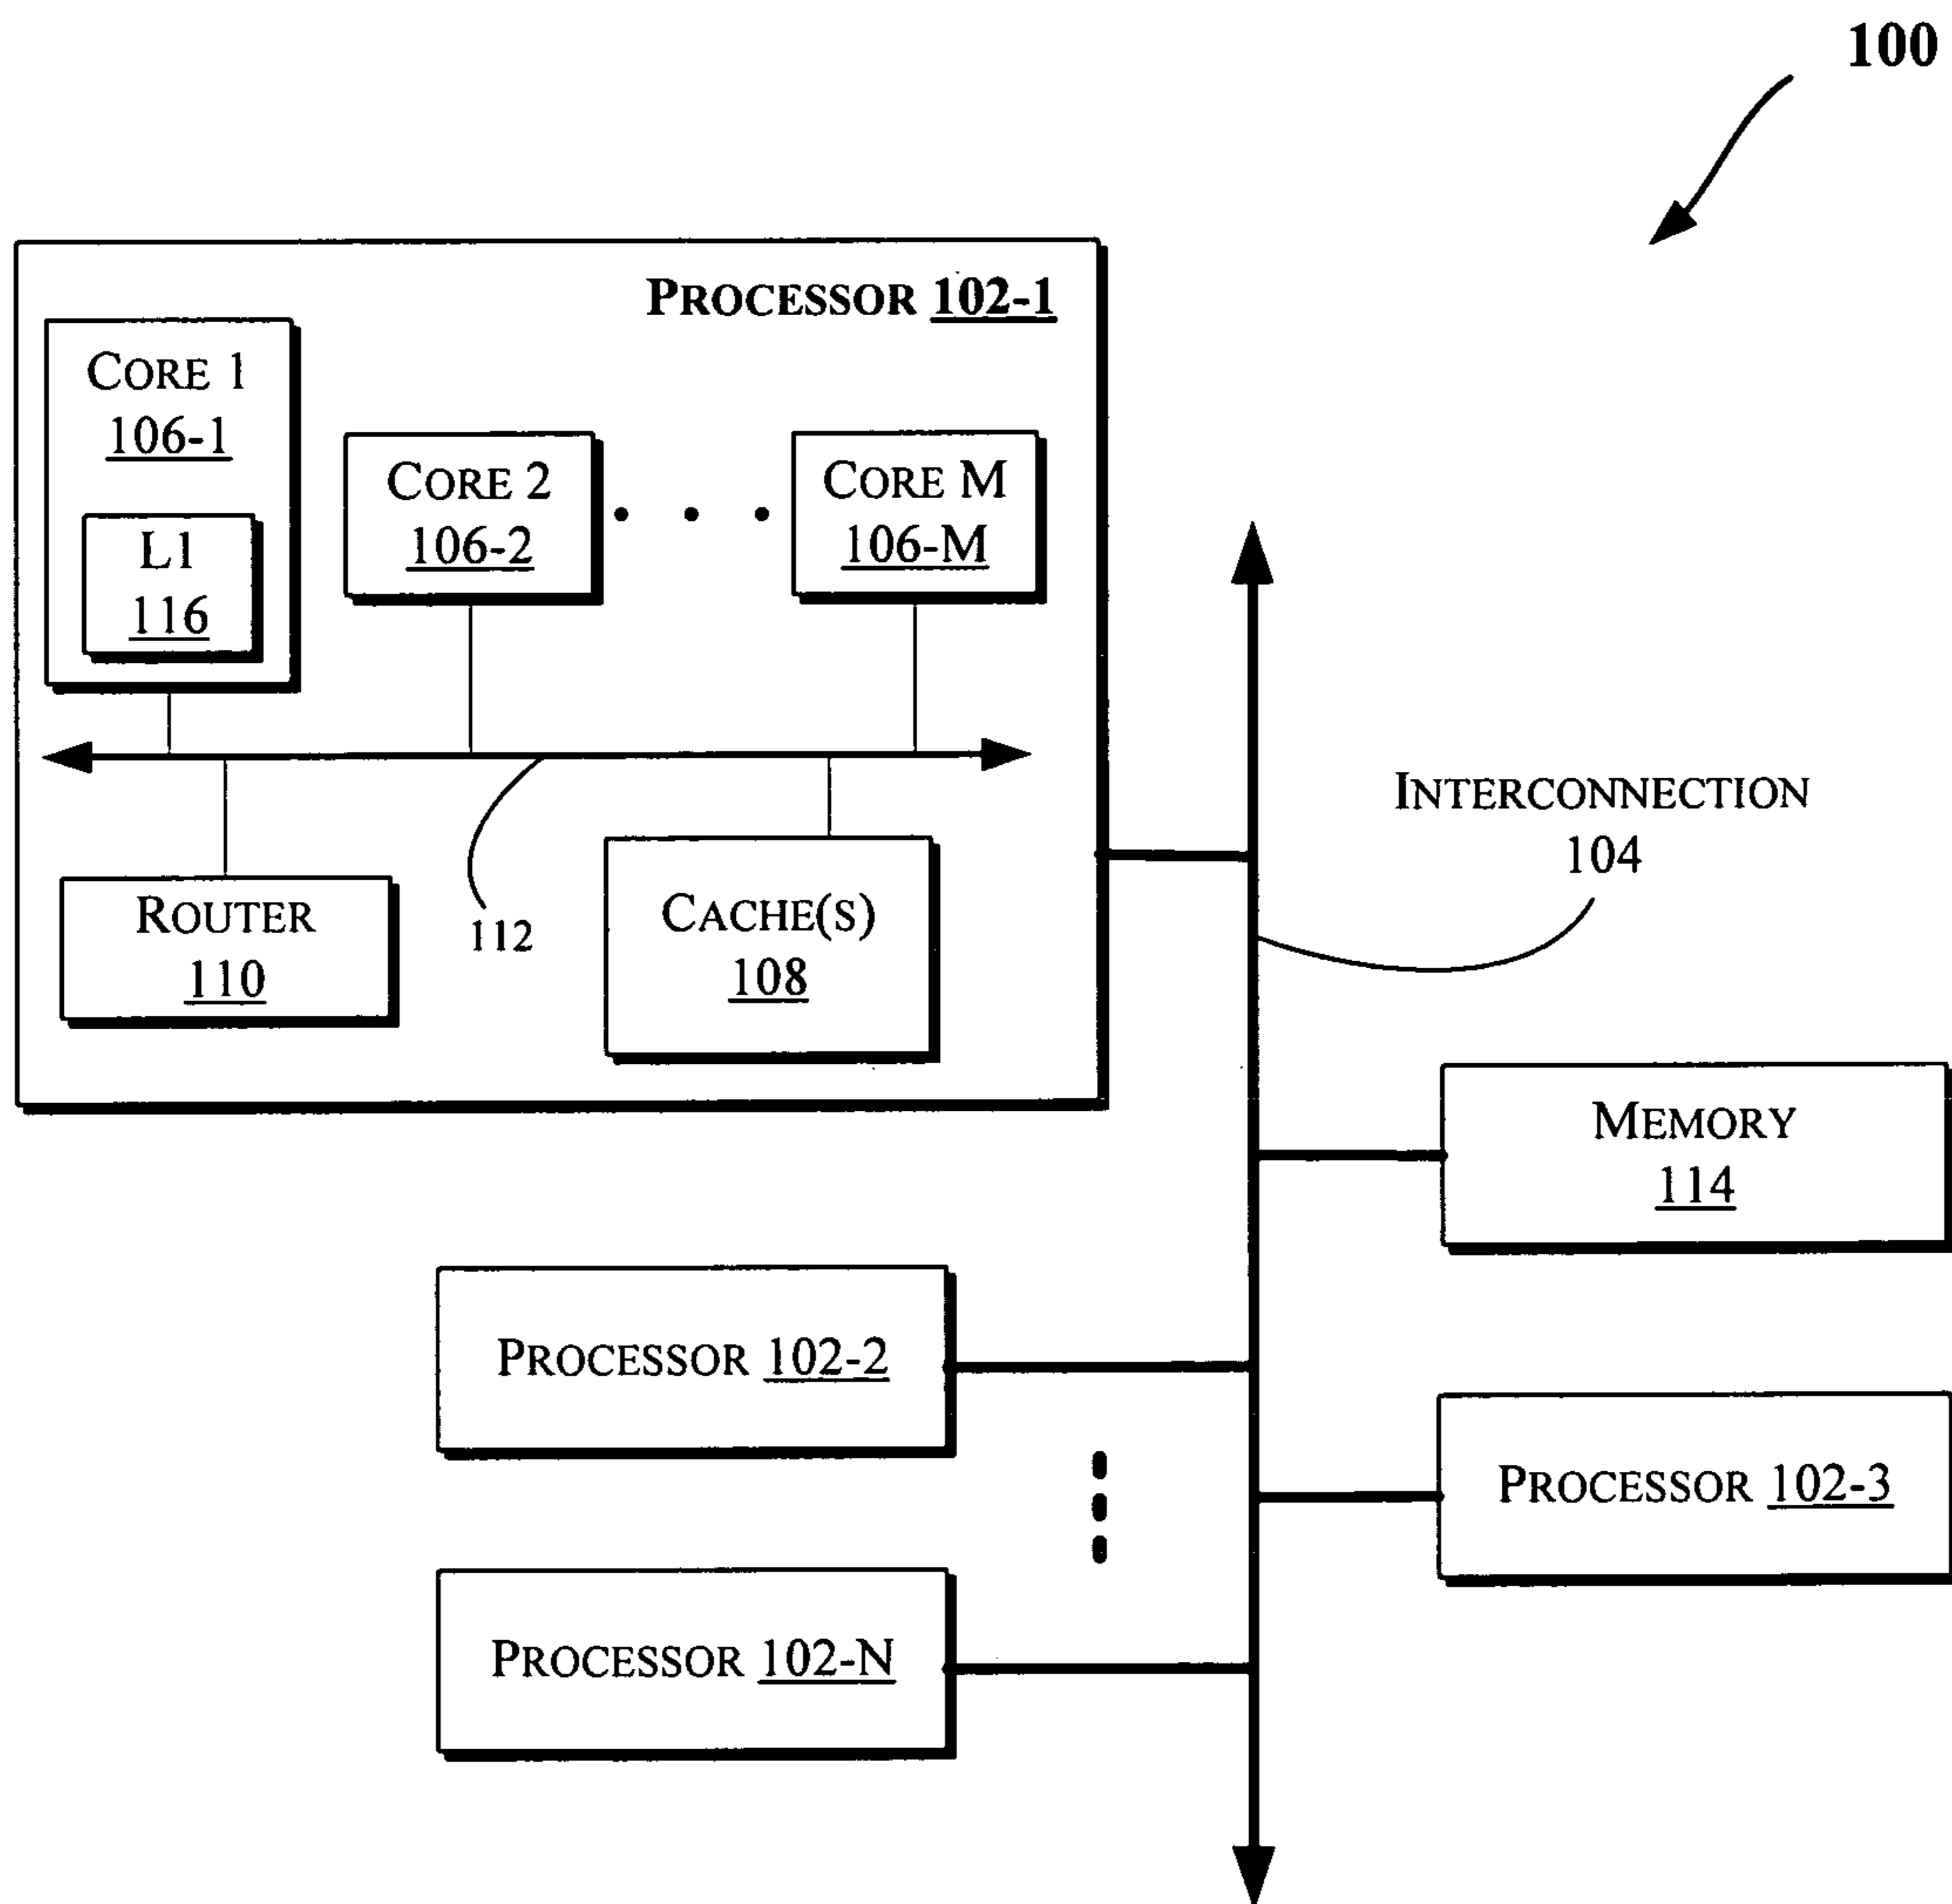 100
PROCESSOR 102-1
CORE 1
106-1
L1
116
CORE 2
106-2
CORE M
106-M
ROUTER
110
112
CACHE(S)
108
INTERCONNECTION
104
MEMORY
114
PROCESSOR 102-2
PROCESSOR 102-3
PROCESSOR 102-N